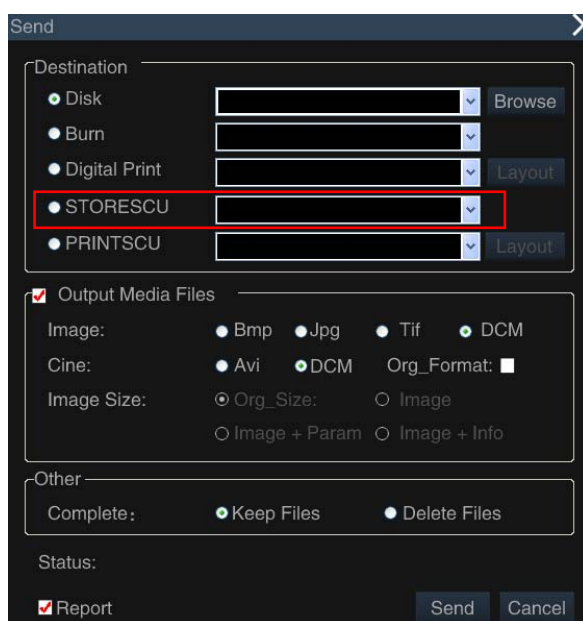 Send
Destination
Disk Browse
Burn
Digital Print Layout
STORESCU
PRINTSCU Layout
Output Media Files
Image: Bmp Jpg Tif DCM
Cine: Avi DCM Org_Format:
Image Size: Org_Size: Image
Image + Param Image + Info
Other
Complete: Keep Files Delete Files
Status:
Report Send Cancel